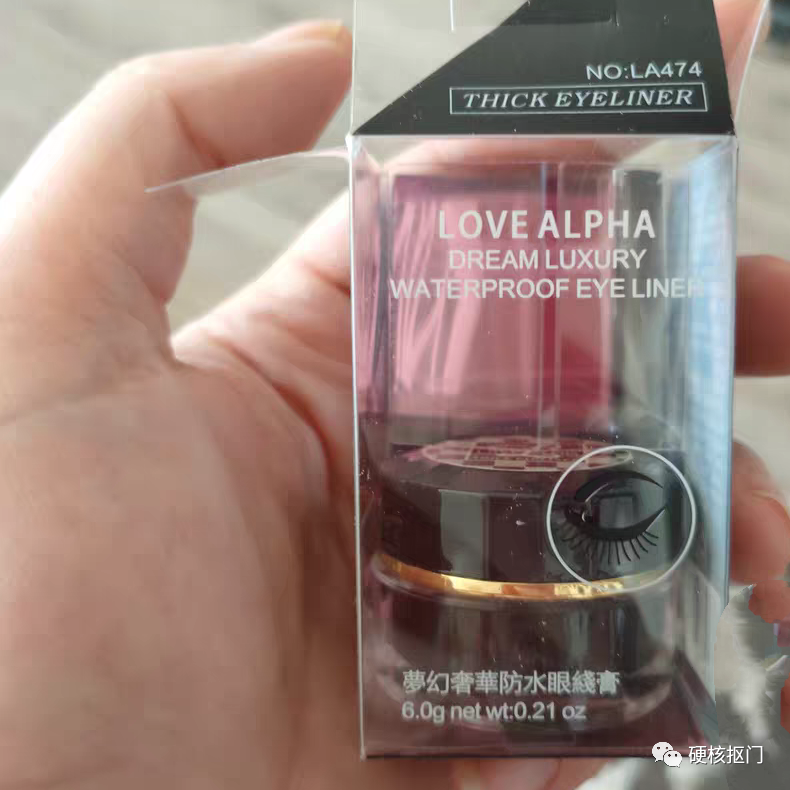 NO:LA474
THICK EYELINER
LOVE ALPHA
DREAM LUXURY
WATERPROOF EYE LINER
夢幻奢華防水眼綫膏
6.0g net wt:0.21 oz
硬核抠门